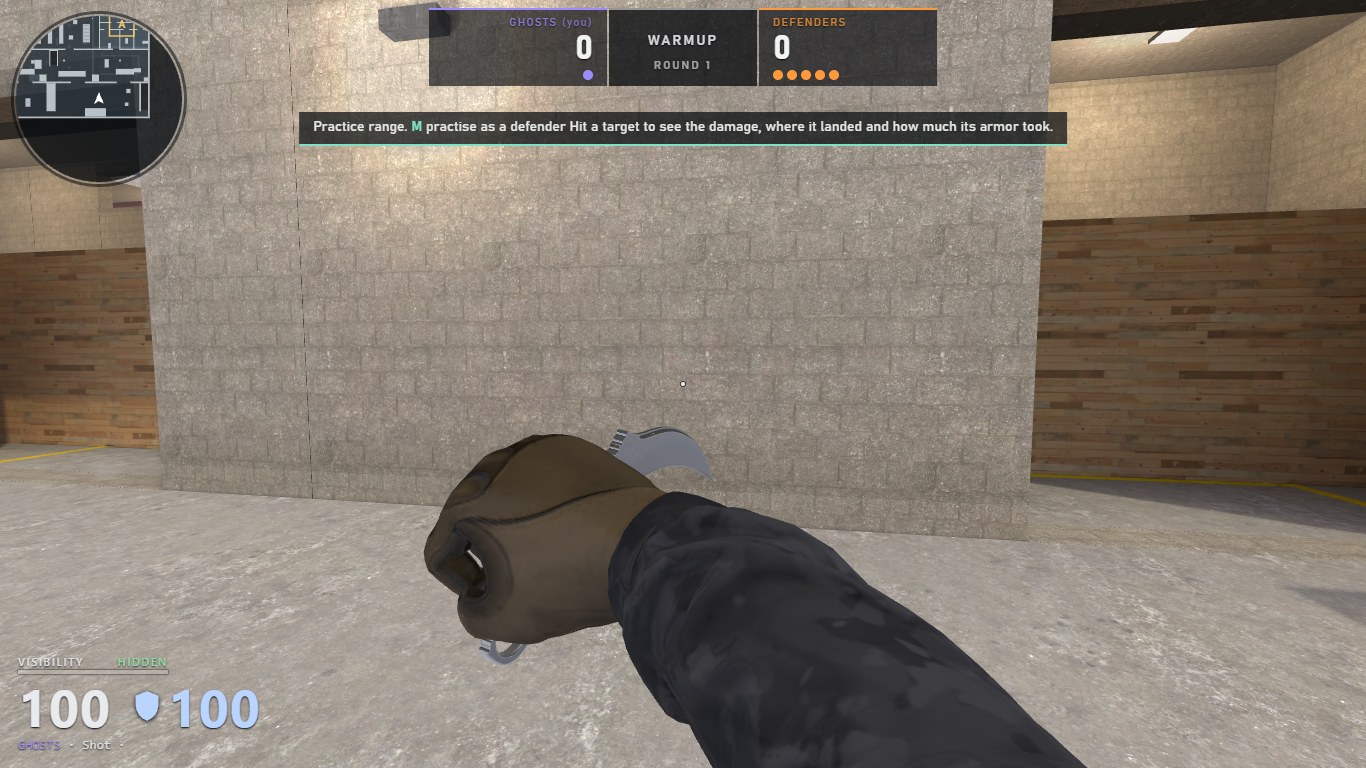 A
GHOSTS (you)
0
WARMUP
ROUND 1
DEFENDERS
0
Practice range. M practise as a defender Hit a target to see the damage, where it landed and how much its armor took.
VISIBILITY HIDDEN
100 100
GHOSTS · Shot ·